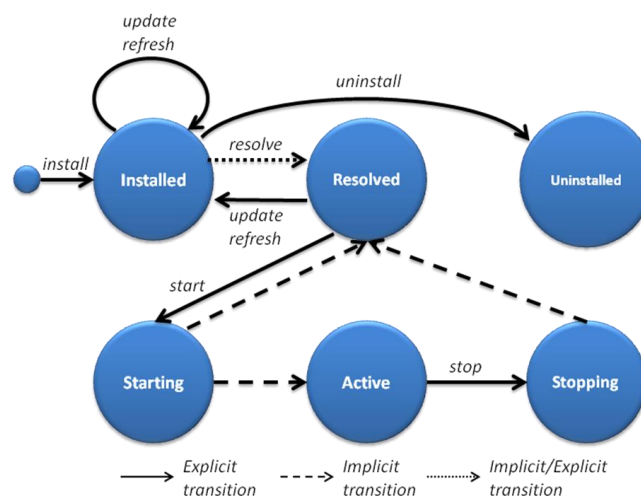 update
refresh
uninstall
install
resolve
Installed
Resolved
Uninstalled
update
refresh
start
Starting
Active
stop
Stopping
Explicit
transition
Implicit
transition
Implicit/Explicit
transition